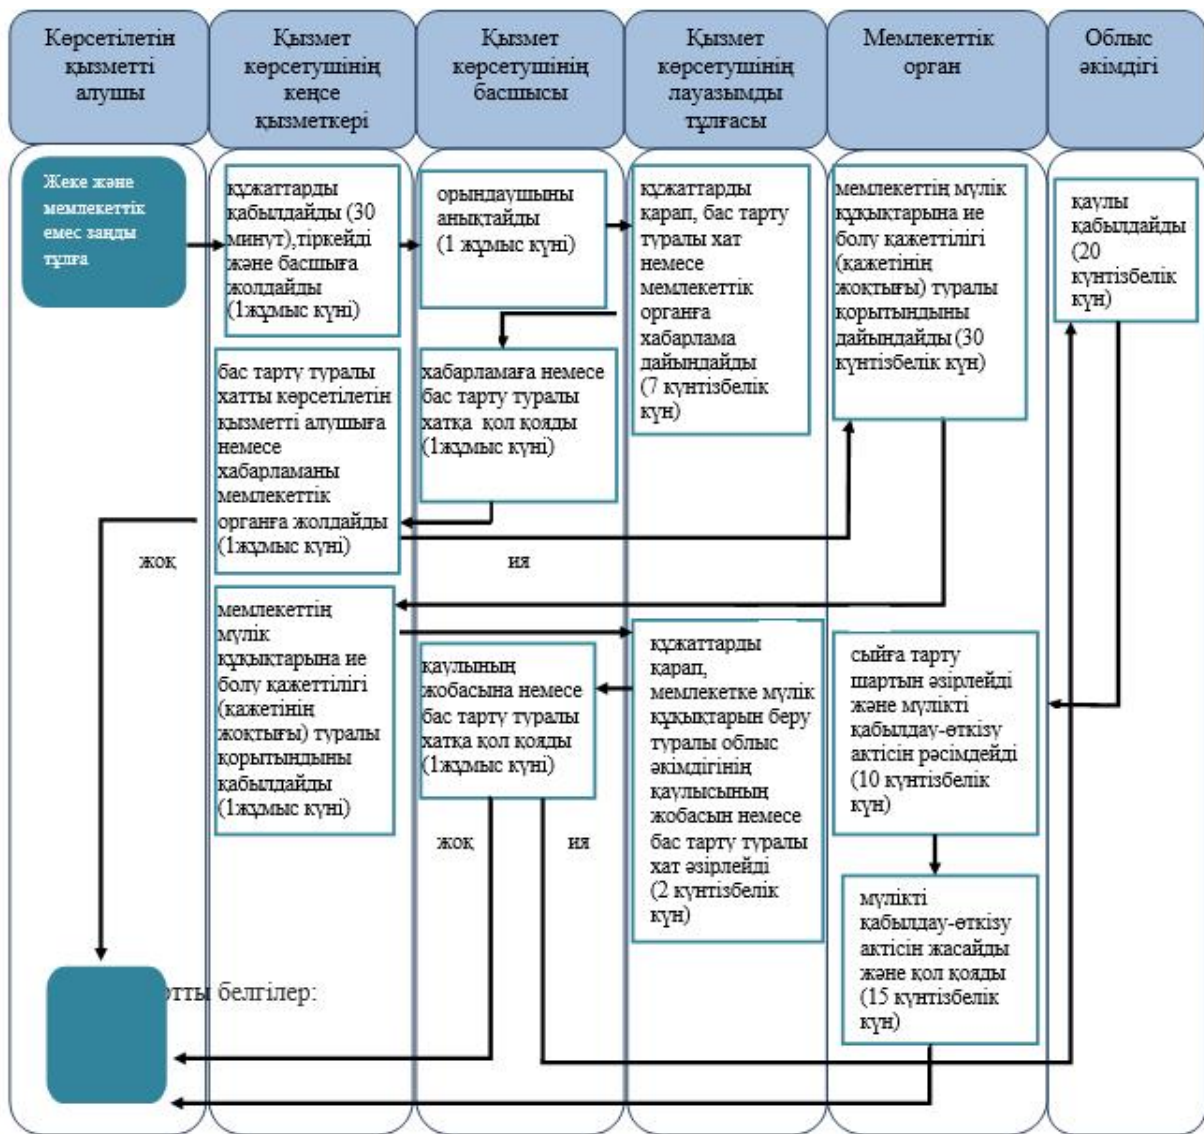 Көрсетілетін
қызметті
алушы
Қызмет
көрсетушінің
кеңсе
қызметкері
Қызмет
көрсетушінің
басшысы
Қызмет
көрсетушінің
лауазымды
тұлғасы
Мемлекеттік
орган
Облыс
әкімдігі
Жеке және
мемлекеттік
емес заңды
тұлға
құжаттарды
қабылдайды (30
минут),тіркейді
және басшыға
жолдайды
(1жұмыс күні)
орындаушыны
анықтайды
(1 жұмыс күні)
құжаттарды
қарап, бас тарту
туралы хат
немесе
мемлекеттік
органға
хабарлама
дайындайды
(7 күнтізбелік
күн)
мемлекеттің мүлік
құқықтарына ие
болу қажеттілігі
(қажетінің
жоқтығы) туралы
қорытындыны
дайындайды (30
күнтізбелік күн)
қаулы
қабылдайды
(20
күнтізбелік
күн)
бас тарту туралы
хатты көрсетілетін
қызметті алушыға
немесе
хабарламаны
мемлекеттік
органға жолдайды
(1жұмыс күні)
хабарламаға немесе
бас тарту туралы
хатқа қол қояды
(1жұмыс күні)
жоқ
ия
мемлекеттің
мүлік
құқықтарына ие
болу қажеттілігі
(қажетінің
жоқтығы) туралы
қорытындыны
қабылдайды
(1жұмыс күні)
қаулының
жобасына немесе
бас тарту туралы
хатқа қол қояды
(1жұмыс күні)
құжаттарды
қарап,
мемлекетке мүлік
құқықтарын беру
туралы облыс
әкімдігінің
қаулысының
жобасын немесе
бас тарту туралы
хат әзірлейді
(2 күнтізбелік
күн)
сыйға тарту
шартын әзірлейді
және мүлікті
қабылдау-өткізу
актісін рәсімдейді
(10 күнтізбелік
күн)
жоқ
ия
мүлікті
қабылдау-өткізу
актісін жасайды
және қол қояды
(15 күнтізбелік
күн)
белгілер: